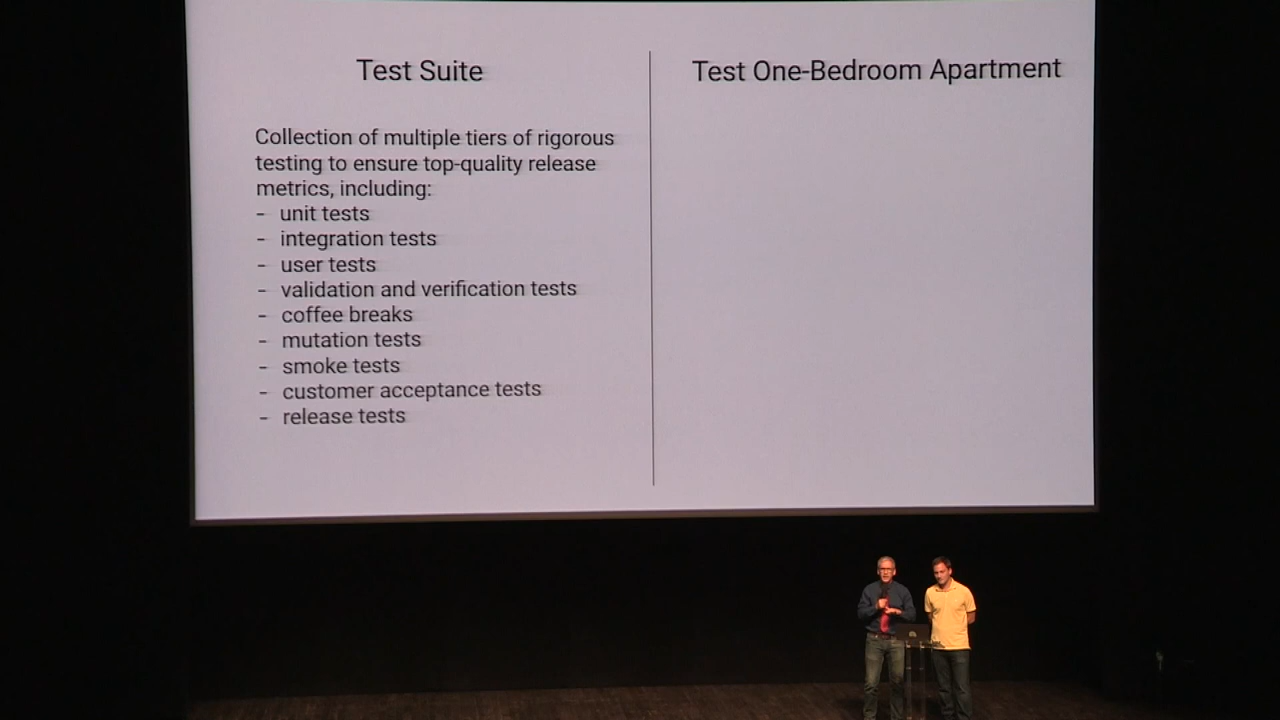 Test Suite
Collection of multiple tiers of rigorous
testing to ensure top-quality release
metrics, including:
- unit tests
- integration tests
- user tests
- validation and verification tests
- coffee breaks
- mutation tests
- smoke tests
- customer acceptance tests
- release tests
Test One-Bedroom Apartment